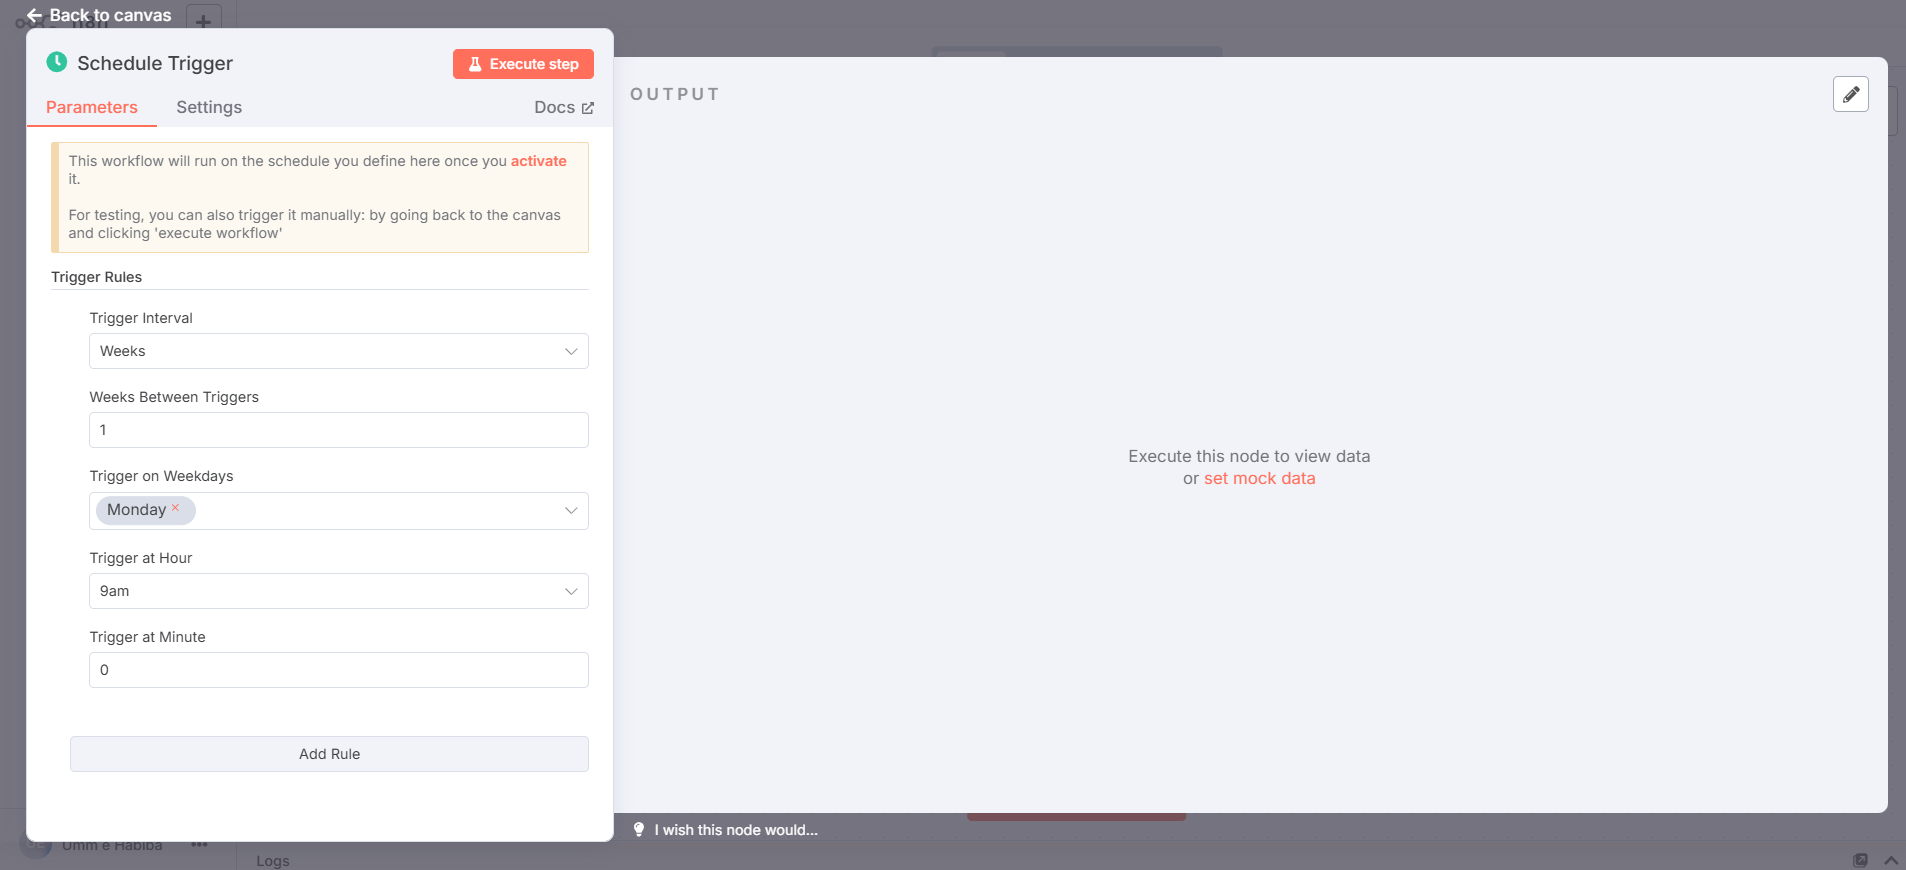 Back to canvas
Schedule Trigger
Execute step
Parameters
Settings
Docs
This workflow will run on the schedule you define here once you activate
it.
For testing, you can also trigger it manually: by going back to the canvas
and clicking 'execute workflow'
Trigger Rules
Trigger Interval
Weeks
Weeks Between Triggers
1
Trigger on Weekdays
Monday ×
Trigger at Hour
9am
Trigger at Minute
0
Add Rule
OUTPUT
Execute this node to view data
or set mock data
I wish this node would...
Umm e Habiba
Logs